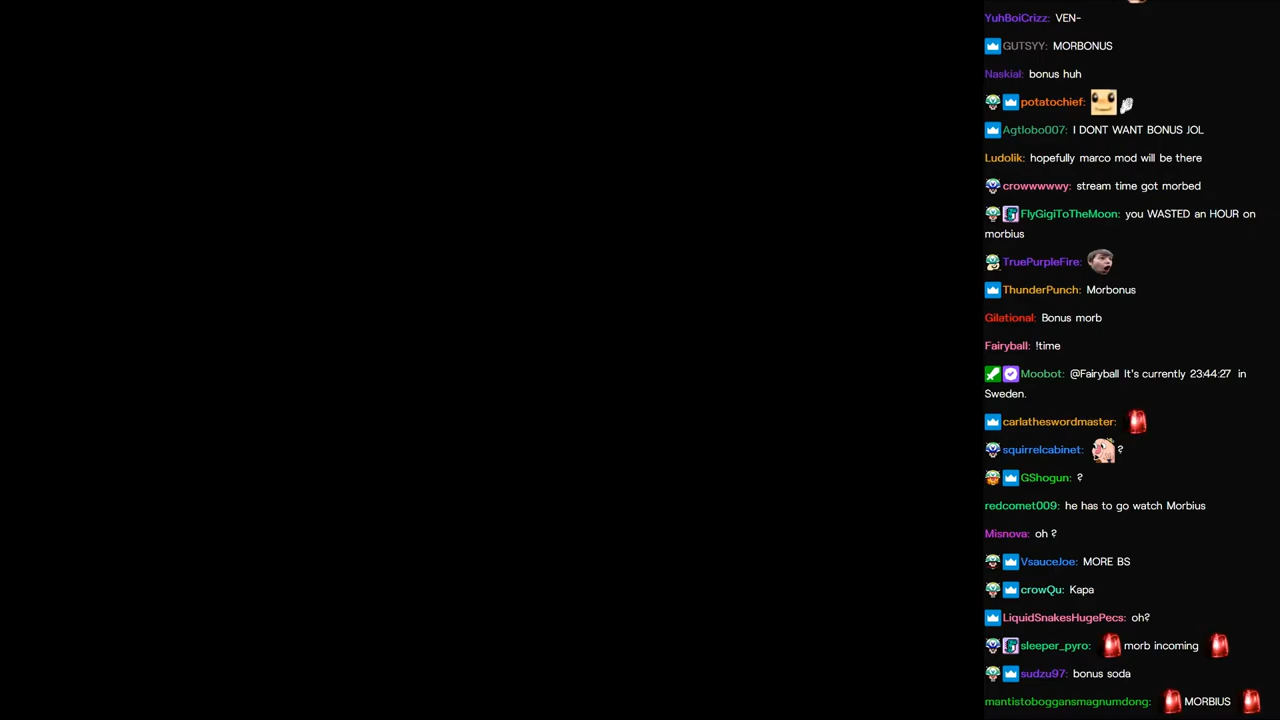 YuhBoiCrizz: VEN-
GUTSYY: MORBONUS
Naskial: bonus huh
potatochief:
Agtlobo007: I DONT WANT BONUS JOL
Ludolik: hopefully marco mod will be there
crowwwwwy: stream time got morbed
FlyGigiToTheMoon: you WASTED an HOUR on
morbius
TruePurpleFire:
ThunderPunch: Morbonus
Gilational: Bonus morb
Fairyball: !time
Moobot: @Fairyball It's currently 23:44:27 in
Sweden.
carlatheswordmaster:
squirrelcabinet: ?
GShogun: ?
redcomet009: he has to go watch Morbius
Misnova: oh ?
VsauceJoe: MORE BS
crowQu: Kapa
LiquidSnakesHugePecs: oh?
sleeper_pyro: morb incoming
sudzu97: bonus soda
mantistoboggansmagnumdong: MORBIUS